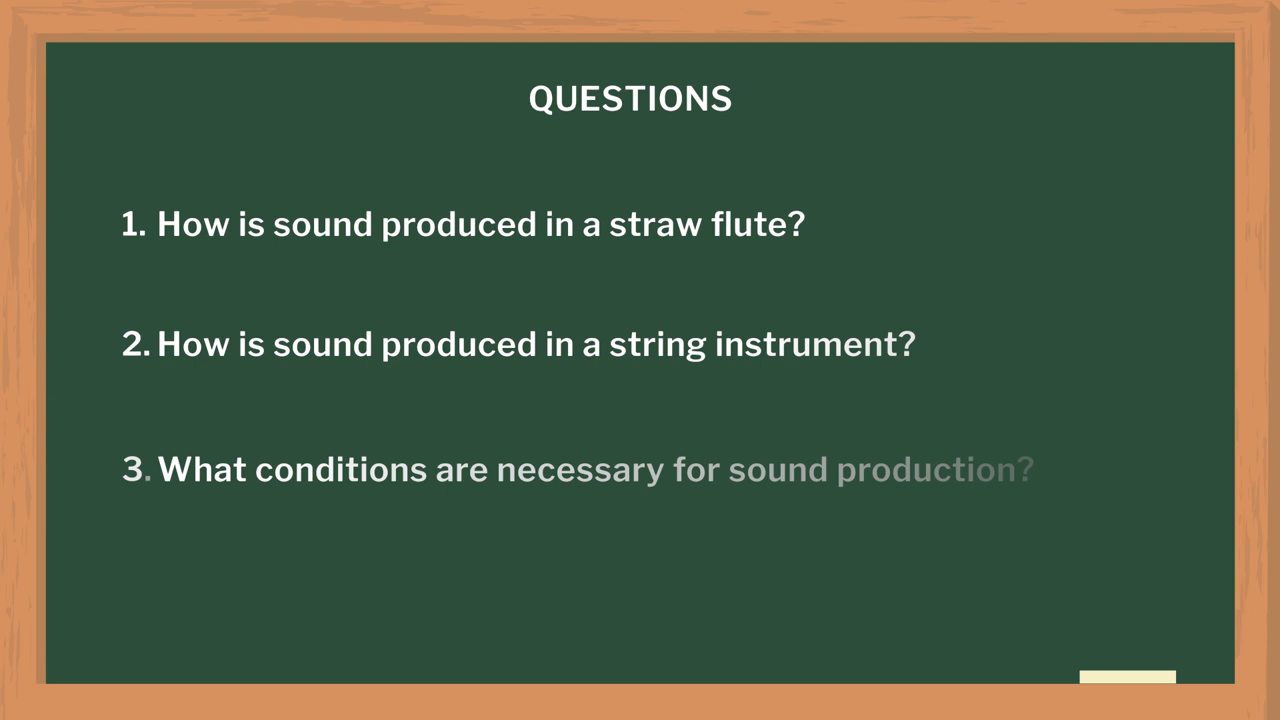 QUESTIONS
1. How is sound produced in a straw flute?
2. How is sound produced in a string instrument?
3. What conditions are necessary for sound production?